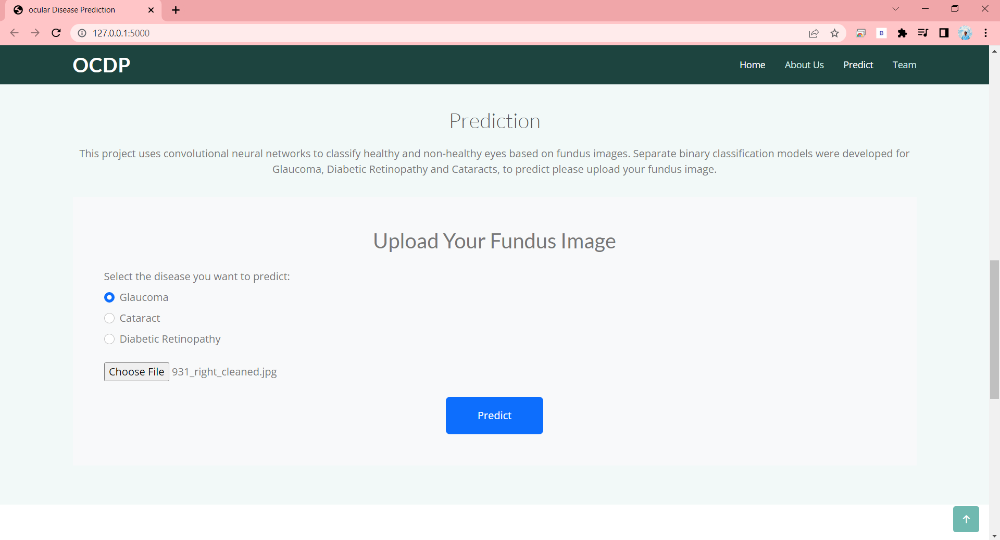 ocular Disease Prediction
127.0.0.1:5000
B
OCDP
Home About Us Predict Team
Prediction
This project uses convolutional neural networks to classify healthy and non-healthy eyes based on fundus images. Separate binary classification models were developed for
Glaucoma, Diabetic Retinopathy and Cataracts, to predict please upload your fundus image.
Upload Your Fundus Image
Select the disease you want to predict:
Glaucoma
Cataract
Diabetic Retinopathy
Choose File 931_right_cleaned.jpg
Predict